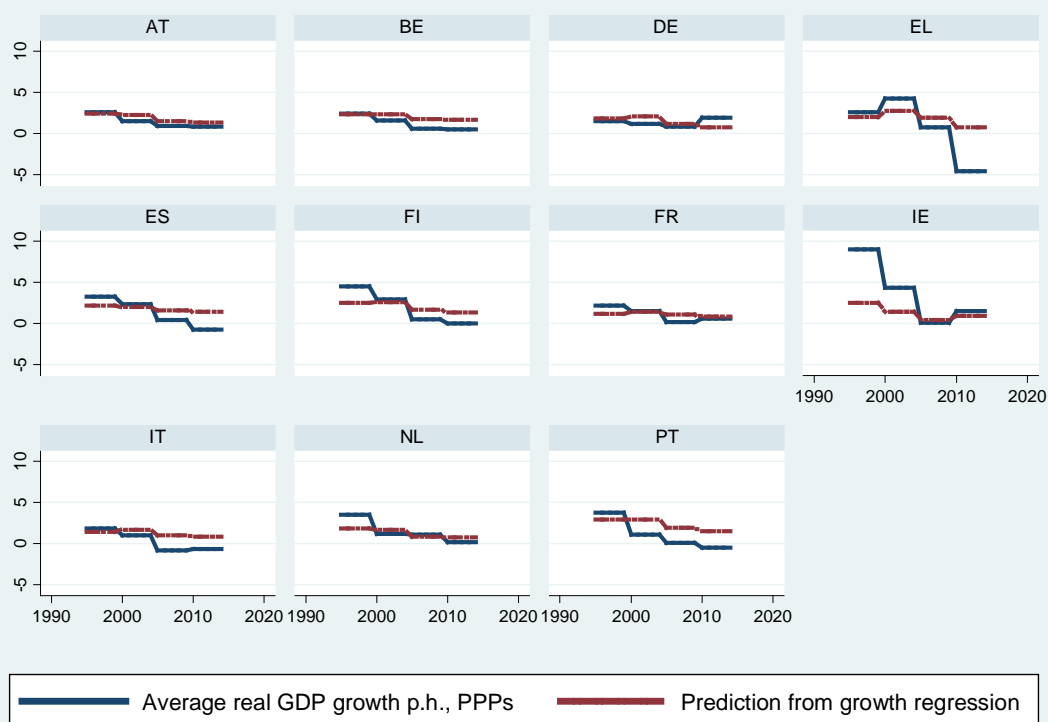 AT BE DE EL
10
5
0
-5
ES FI FR IE
10
5
0
-5
1990 2000 2010 2020
IT NL PT
10
5
0
-5
1990 2000 2010 2020 1990 2000 2010 2020 1990 2000 2010 2020
Average real GDP growth p.h., PPPs Prediction from growth regression